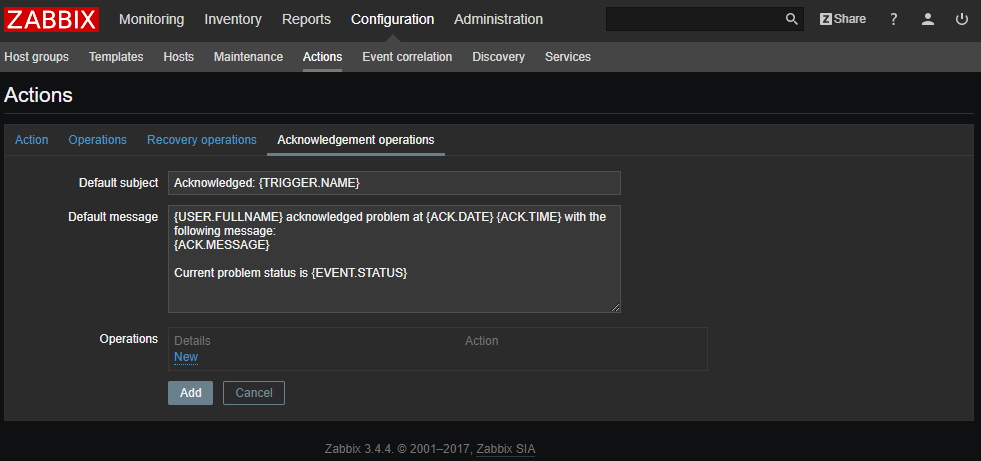 ZABBIX Monitoring Inventory Reports Configuration Administration Z Share ?
Host groups Templates Hosts Maintenance Actions Event correlation Discovery Services
Actions
Action Operations Recovery operations Acknowledgement operations
Default subject Acknowledged: {TRIGGER.NAME}
Default message {USER.FULLNAME} acknowledged problem at {ACK.DATE} {ACK.TIME} with the
following message:
{ACK.MESSAGE}
Current problem status is {EVENT.STATUS}
Operations Details Action
New
Add Cancel
Zabbix 3.4.4. © 2001–2017, Zabbix SIA